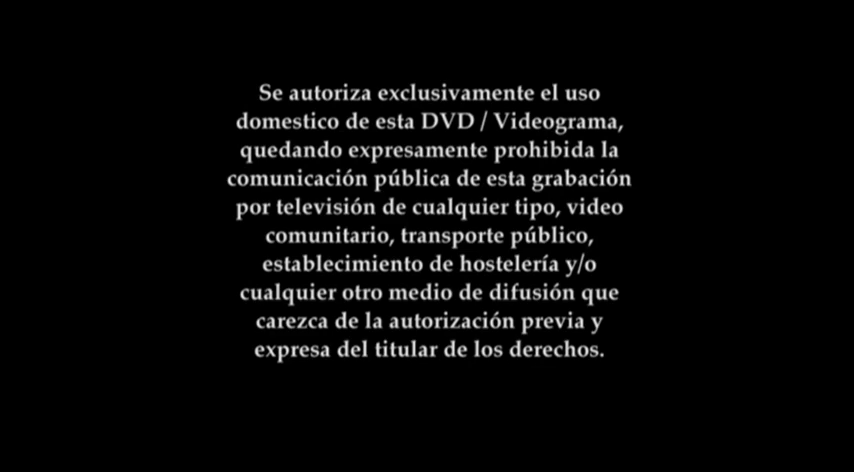 Se autoriza exclusivamente el uso
domestico de esta DVD / Videograma,
quedando expresamente prohibida la
comunicación pública de esta grabación
por televisión de cualquier tipo, video
comunitario, transporte público,
establecimiento de hostelería y/o
cualquier otro medio de difusión que
carezca de la autorización previa y
expresa del titular de los derechos.